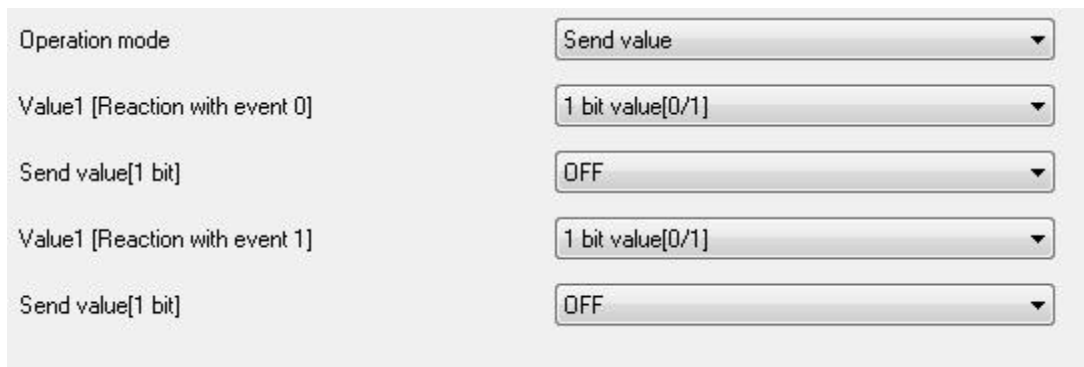 Operation mode Send value
Value1 [Reaction with event 0] 1 bit value[0/1]
Send value[1 bit] OFF
Value1 [Reaction with event 1] 1 bit value[0/1]
Send value[1 bit] OFF